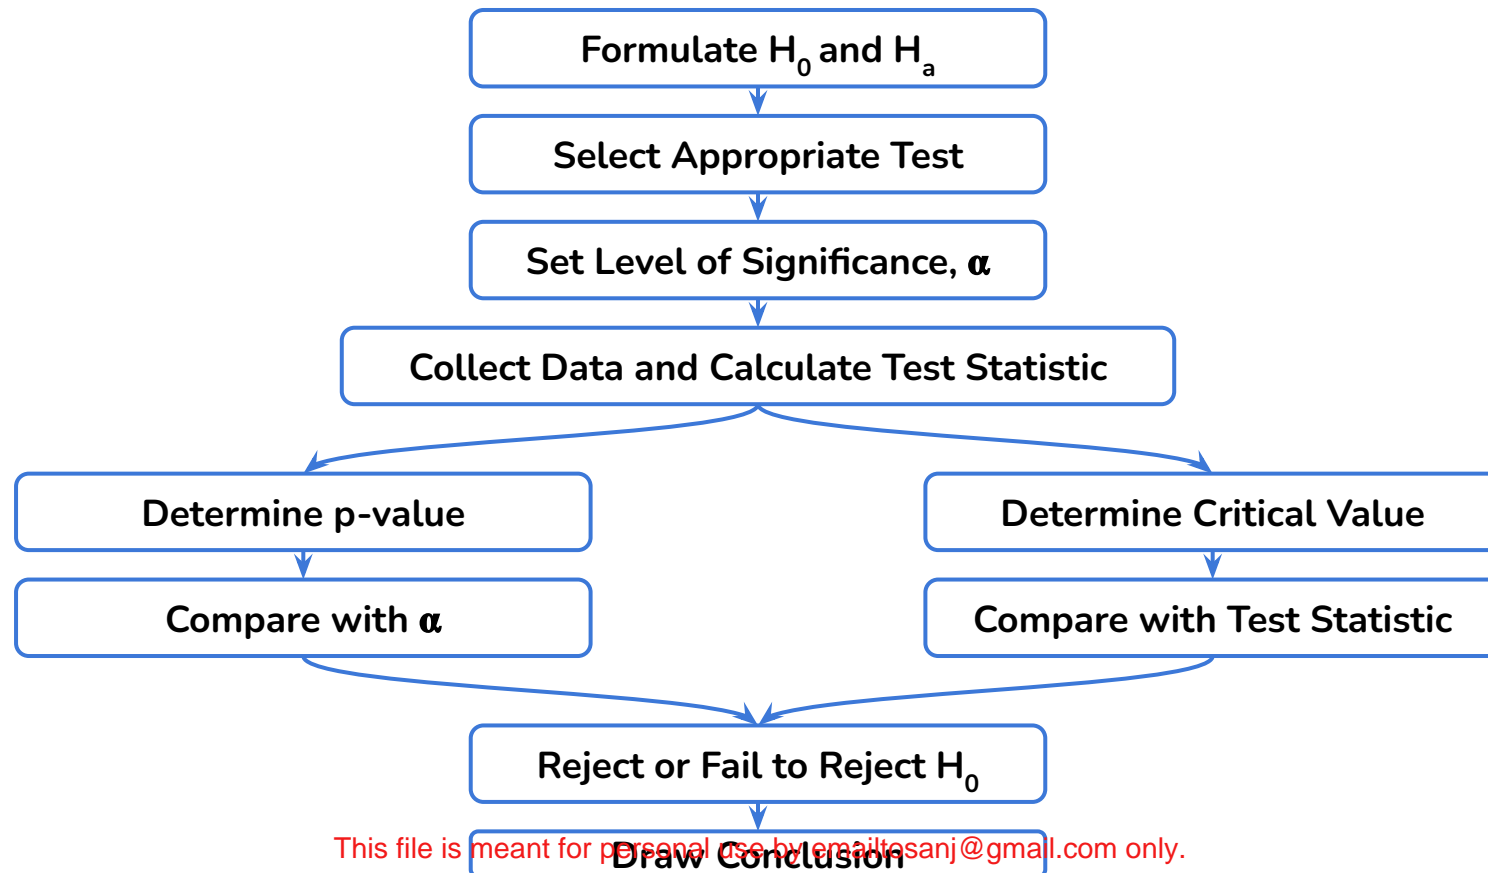 Formulate H0 and Ha
Select Appropriate Test
Set Level of Significance, α
Collect Data and Calculate Test Statistic
Determine p-value
Determine Critical Value
Compare with α
Compare with Test Statistic
Reject or Fail to Reject H0
Draw Conclusion
This file is meant for personal use by emailtosanj@gmail.com only.